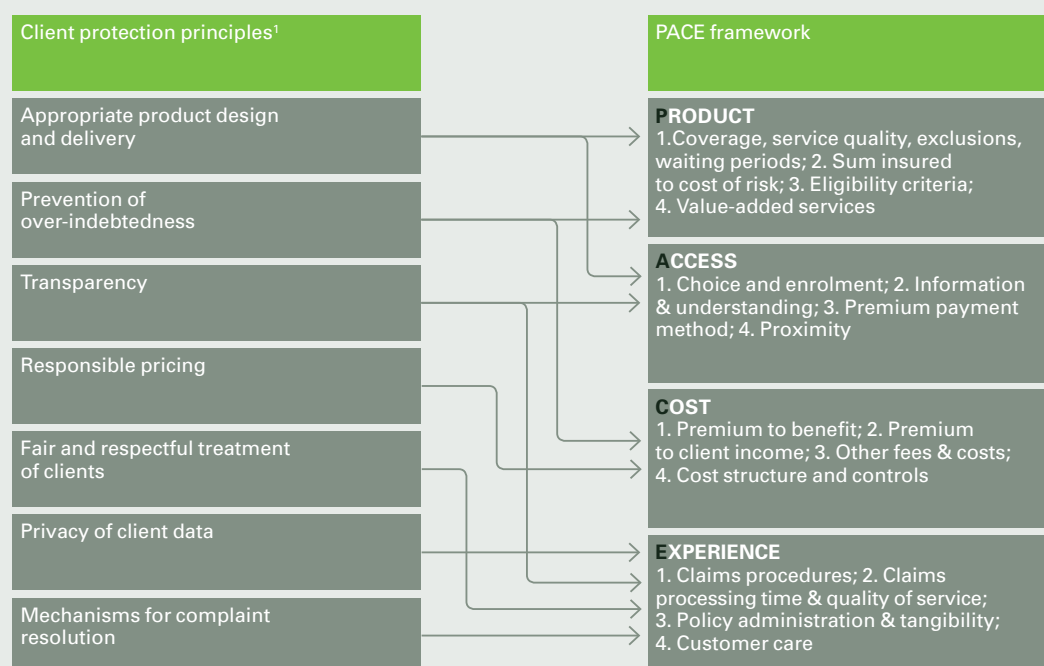 Client protection principles¹
Appropriate product design
and delivery
Prevention of
over-indebtedness
Transparency
Responsible pricing
Fair and respectful treatment
of clients
Privacy of client data
Mechanisms for complaint
resolution
PACE framework
PRODUCT
1.Coverage, service quality, exclusions,
waiting periods; 2. Sum insured
to cost of risk; 3. Eligibility criteria;
4. Value-added services
ACCESS
1. Choice and enrolment; 2. Information
& understanding; 3. Premium payment
method; 4. Proximity
COST
1. Premium to benefit; 2. Premium
to client income; 3. Other fees & costs;
4. Cost structure and controls
EXPERIENCE
1. Claims procedures; 2. Claims
processing time & quality of service;
3. Policy administration & tangibility;
4. Customer care